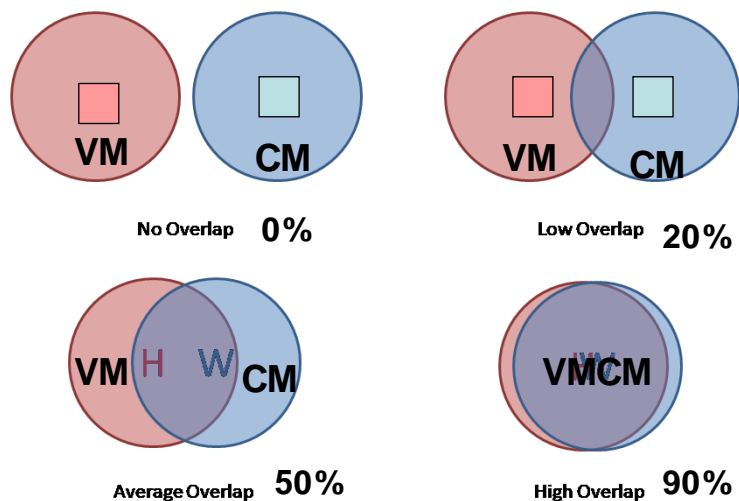 VM CM
VM CM
No Overlap 0%
Low Overlap 20%
VM H W CM
VMCM
H W
Average Overlap 50%
High Overlap 90%